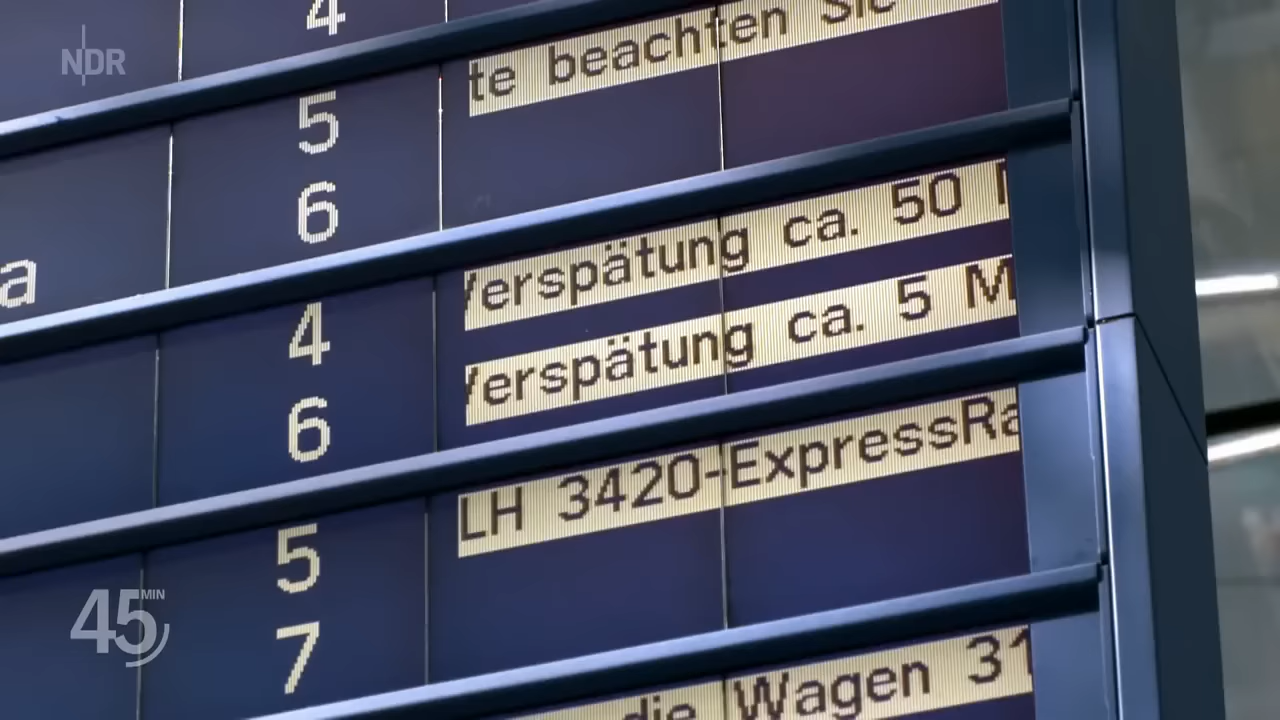 NDR
4
te beachten Sie
5
6
a
Verspätung ca. 50 M
4
Verspätung ca. 5 M
6
LH 3420-ExpressRa
5
7
die Wagen 31
45 MIN